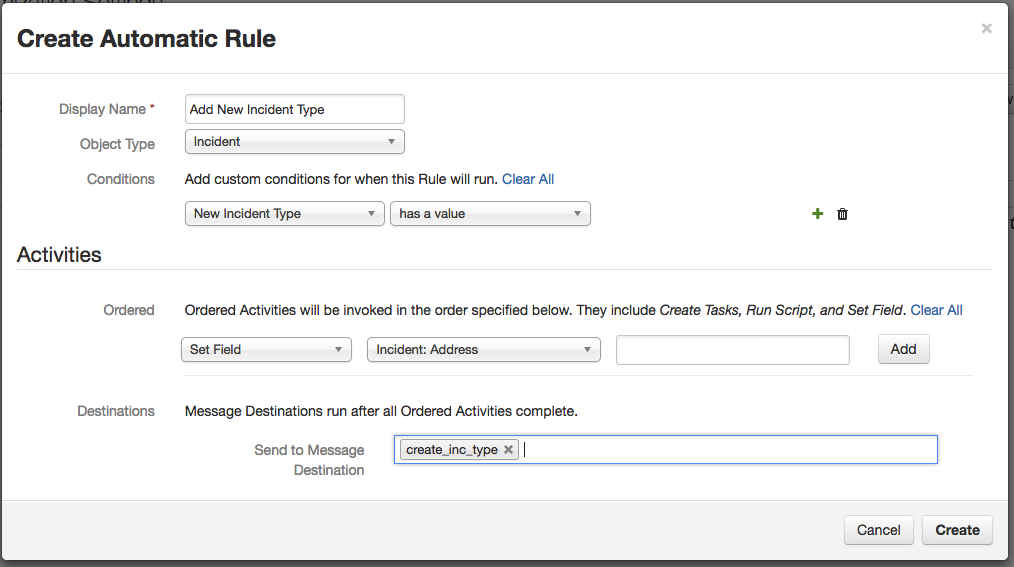 Create Automatic Rule
×
Display Name *
Add New Incident Type
Object Type
Incident
Conditions
Add custom conditions for when this Rule will run. Clear All
New Incident Type
has a value
Activities
Ordered
Ordered Activities will be invoked in the order specified below. They include Create Tasks, Run Script, and Set Field. Clear All
Set Field
Incident: Address
Add
Destinations
Message Destinations run after all Ordered Activities complete.
Send to Message
Destination
create_inc_type ×
Cancel
Create